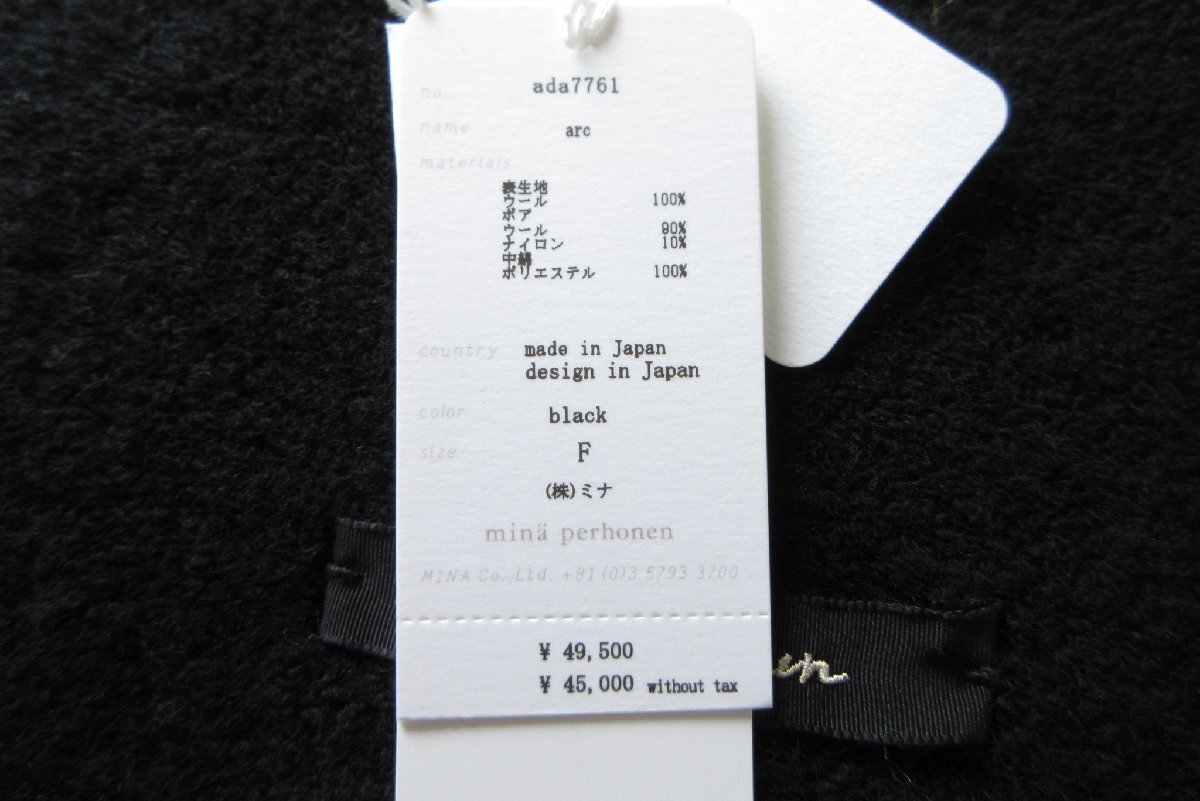 no. ada7761
name arc
materials
表生地
ウール 100%
ボア
ウール 90%
ナイロン 10%
中綿
ポリエステル 100%
country made in Japan
design in Japan
color black
size F
(株)ミナ
minä perhonen
MINA Co., Ltd. +81(0)3 5793 3700
¥ 49,500
¥ 45,000 without tax
en